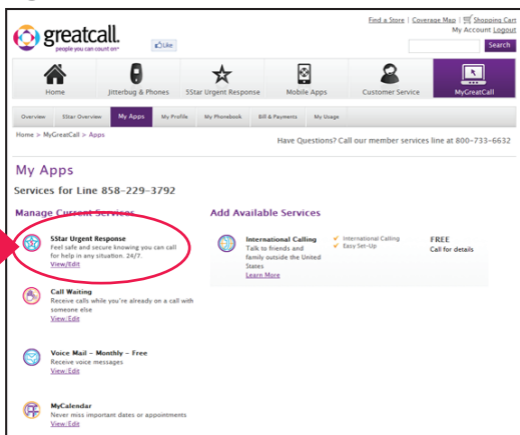 Find a Store | Coverage Map | Shopping Cart
My Account Logout
greatcall.
people you can count on
Like
Search
Home
Jitterbug & Phones
5Star Urgent Response
Mobile Apps
Customer Service
MyGreatCall
Overview
5Star Overview
My Apps
My Profile
My Phonebook
Bill & Payments
My Usage
Home > MyGreatCall > Apps
Have Questions? Call our member services line at 800-733-6632
My Apps
Services for Line 858-229-3792
Manage Current Services
5Star Urgent Response
Feel safe and secure knowing you can call
for help in any situation. 24/7.
View/Edit
Call Waiting
Receive calls while you're already on a call with
someone else
View/Edit
Voice Mail - Monthly - Free
Receive voice messages
View/Edit
MyCalendar
Never miss important dates or appointments
View/Edit
Add Available Services
International Calling
Talk to friends and
family outside the United
States
Learn More
International Calling
Easy Set-Up
FREE
Call for details